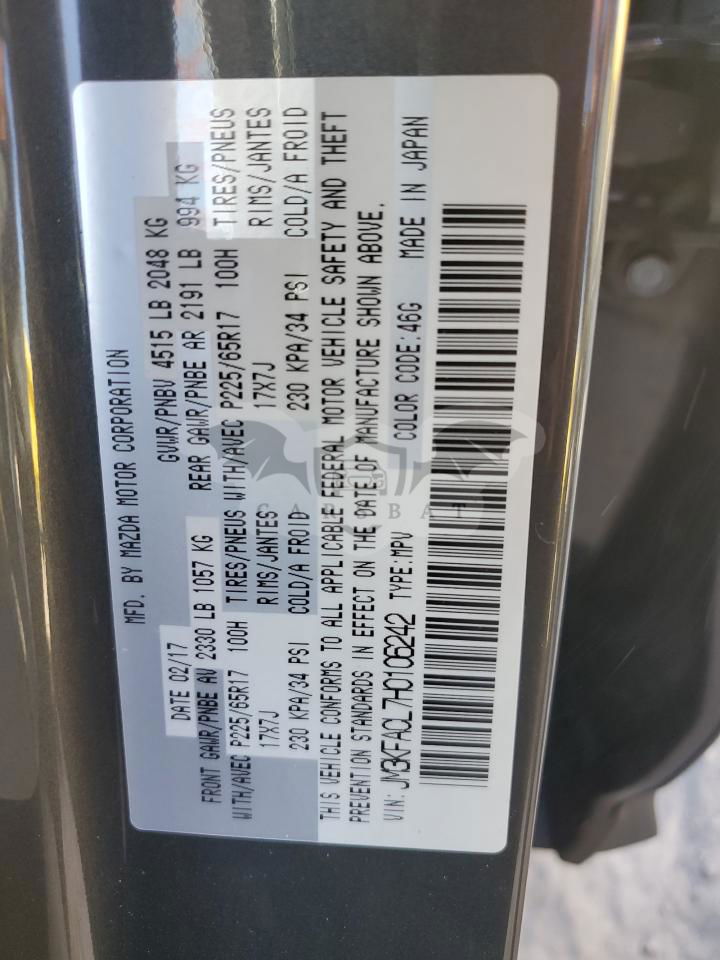 MFD. BY MAZDA MOTOR CORPORATION
DATE 02/17 GVWR/PNBV 4515 LB 2048 KG
FRONT GAWR/PNBE AV 2330 LB 1057 KG REAR GAWR/PNBE AR 2191 LB 994 KG
WITH/AVEC P225/65R17 100H TIRES/PNEUS WITH/AVEC P225/65R17 100H TIRES/PNEUS
17X7J RIMS/JANTES 17X7J RIMS/JANTES
230 KPA/34 PSI COLD/A FROID 230 KPA/34 PSI COLD/A FROID
THIS VEHICLE CONFORMS TO ALL APPLICABLE FEDERAL MOTOR VEHICLE SAFETY AND THEFT
PREVENTION STANDARDS IN EFFECT ON THE DATE OF MANUFACTURE SHOWN ABOVE.
VIN: JM3KFACL7H0106242 TYPE:MPV COLOR CODE:46G MADE IN JAPAN